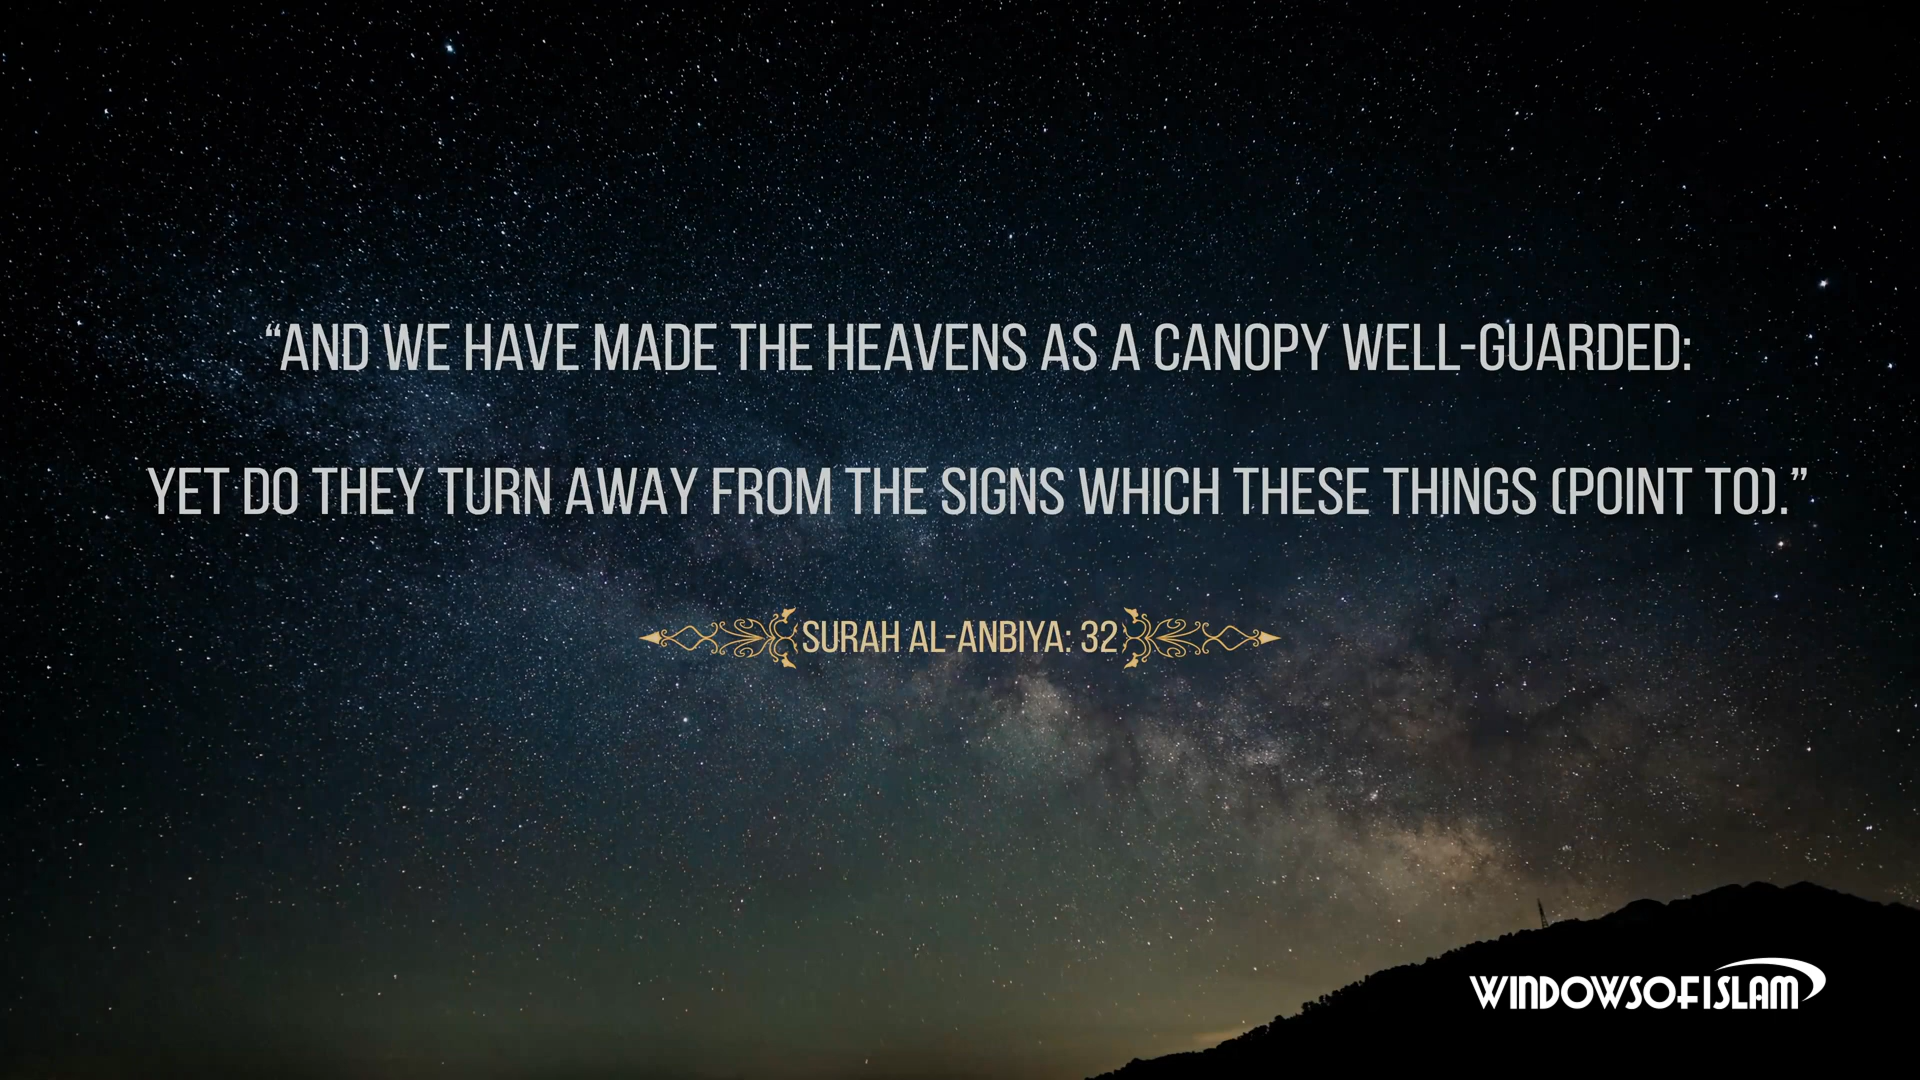 “AND WE HAVE MADE THE HEAVENS AS A CANOPY WELL-GUARDED:
YET DO THEY TURN AWAY FROM THE SIGNS WHICH THESE THINGS (POINT TO).”
SURAH AL-ANBIYA: 32
WINDOWSOFISLAM